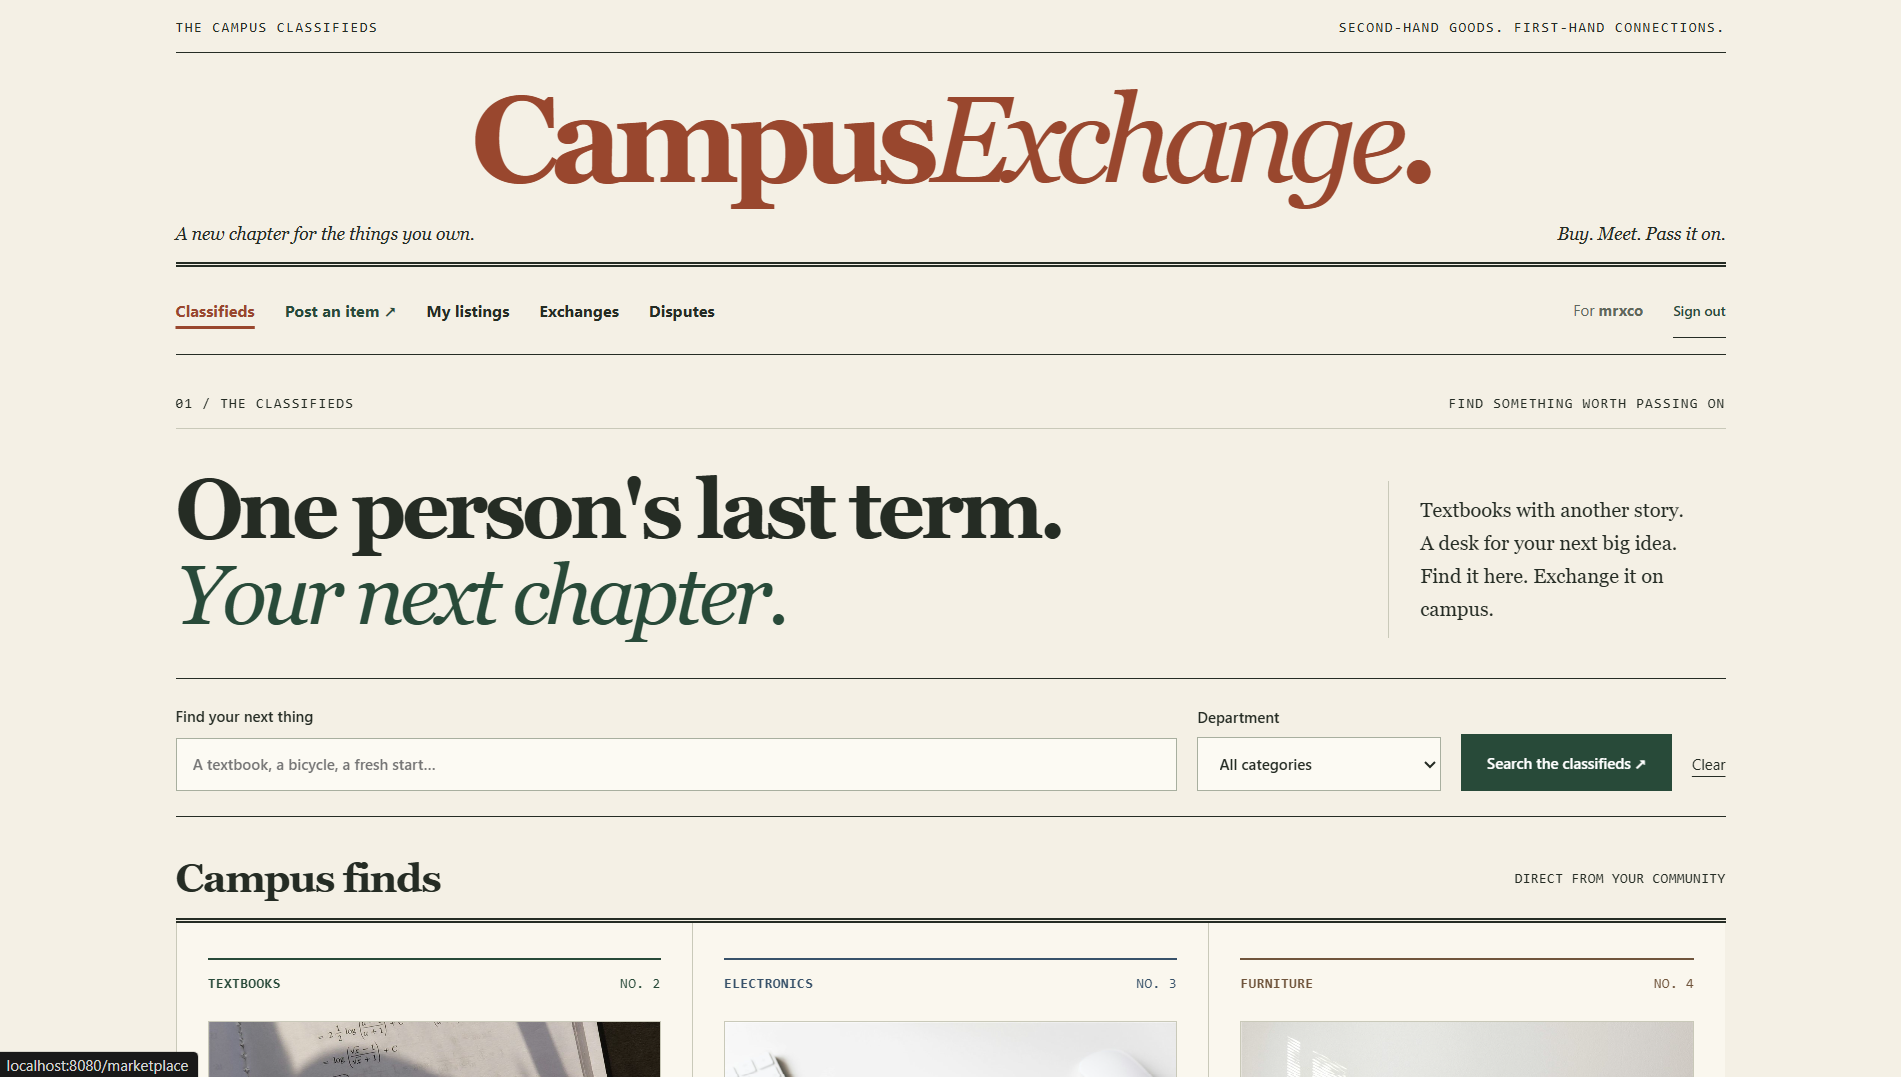 THE CAMPUS CLASSIFIEDS
SECOND-HAND GOODS. FIRST-HAND CONNECTIONS.
CampusExchange.
A new chapter for the things you own.
Buy. Meet. Pass it on.
Classifieds
Post an item ↗
My listings
Exchanges
Disputes
For mrxco
Sign out
01 / THE CLASSIFIEDS
FIND SOMETHING WORTH PASSING ON
One person's last term.
Your next chapter.
Textbooks with another story.
A desk for your next big idea.
Find it here. Exchange it on
campus.
Find your next thing
A textbook, a bicycle, a fresh start...
Department
All categories
Search the classifieds ↗
Clear
Campus finds
DIRECT FROM YOUR COMMUNITY
TEXTBOOKS
NO. 2
ELECTRONICS
NO. 3
FURNITURE
NO. 4
localhost:8080/marketplace